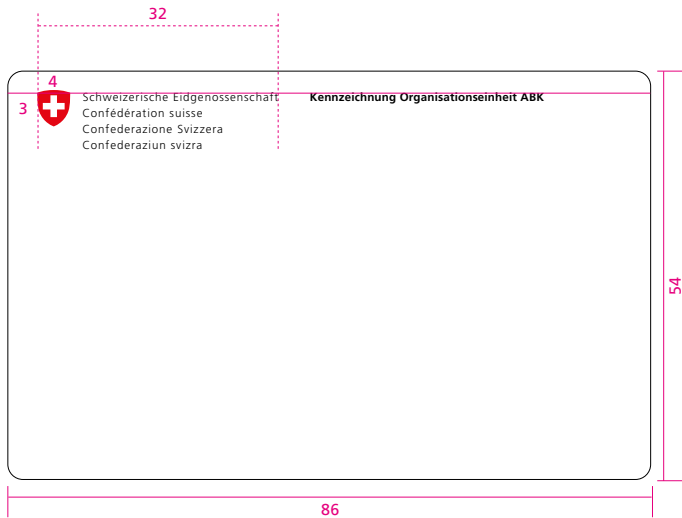 32
4
3
Schweizerische Eidgenossenschaft
Confédération suisse
Confederazione Svizzera
Confederaziun svizra
Kennzeichnung Organisationseinheit ABK
54
86